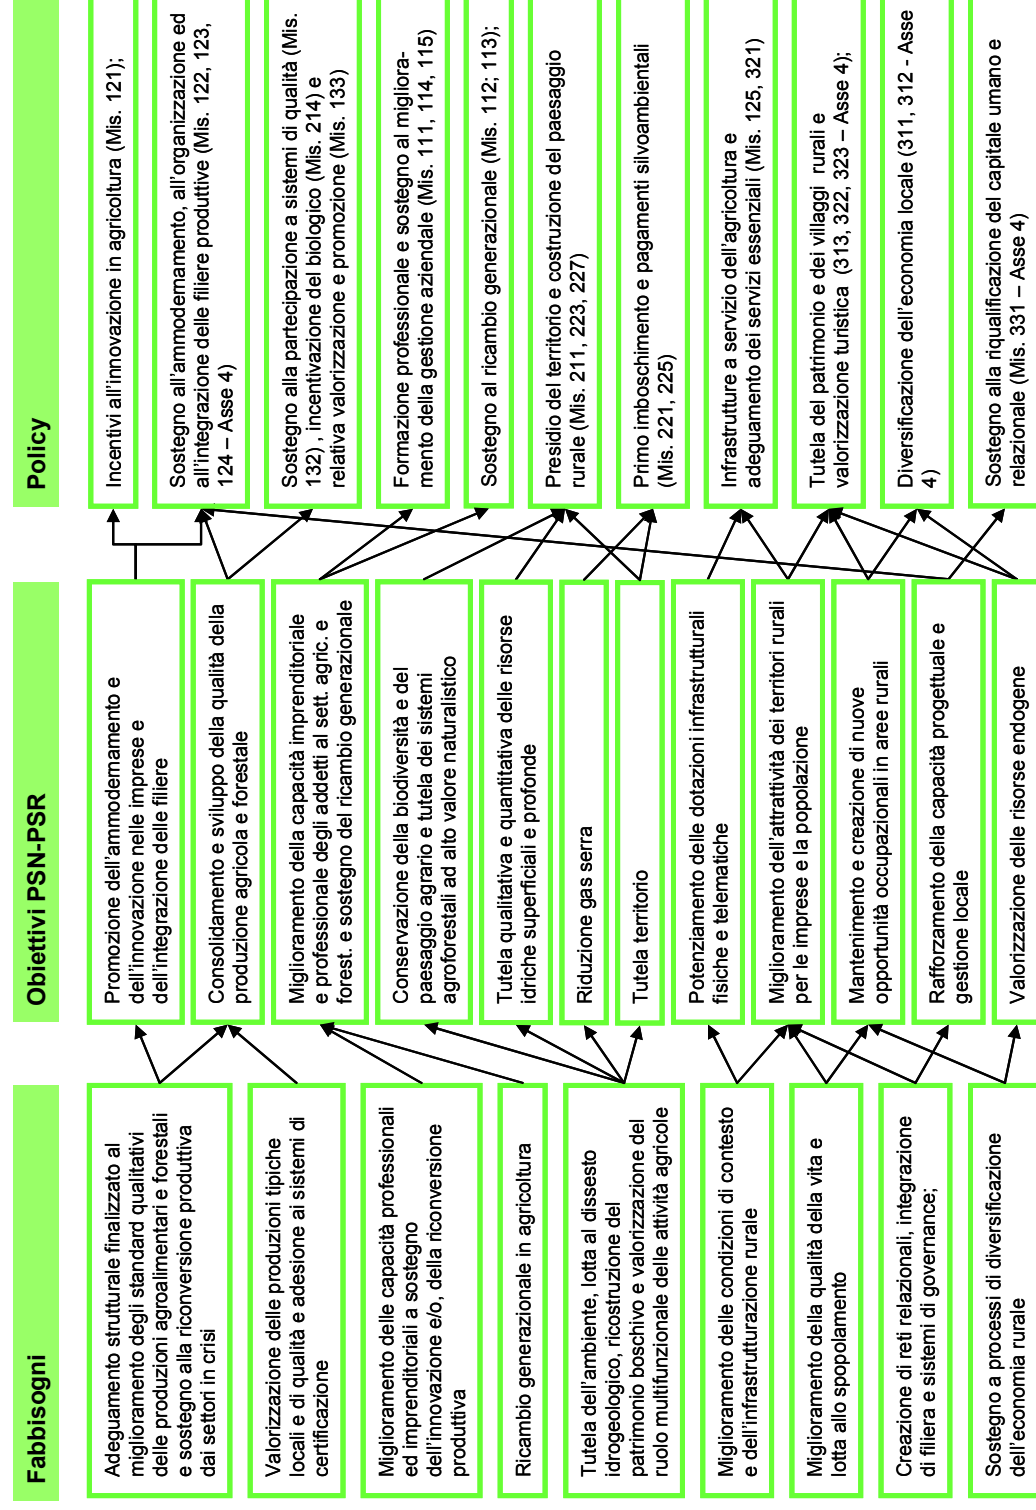 Fabbisogni
Adeguamento strutturale finalizzato al
miglioramento degli standard qualitativi
delle produzioni agroalimentari e forestali
e sostegno alla riconversione produttiva
dai settori in crisi
Valorizzazione delle produzioni tipiche
locali e di qualità e adesione ai sistemi di
certificazione
Miglioramento delle capacità professionali
ed imprenditoriali a sostegno
dell'innovazione e/o, della riconversione
produttiva
Ricambio generazionale in agricoltura
Tutela dell'ambiente, lotta al dissesto
idrogeologico, ricostruzione del
patrimonio boschivo e valorizzazione del
ruolo multifunzionale delle attività agricole
Miglioramento delle condizioni di contesto
e dell'infrastrutturazione rurale
Miglioramento della qualità della vita e
lotta allo spopolamento
Creazione di reti relazionali, integrazione
di filiera e sistemi di governance;
Sostegno a processi di diversificazione
dell'economia rurale
Obiettivi PSN-PSR
Promozione dell'ammodernamento e
dell'innovazione nelle imprese e
dell'integrazione delle filiere
Consolidamento e sviluppo della qualità della
produzione agricola e forestale
Miglioramento della capacità imprenditoriale
e professionale degli addetti al sett. agric. e
forest. e sostegno del ricambio generazionale
Conservazione della biodiversità e del
paesaggio agrario e tutela dei sistemi
agroforestali ad alto valore naturalistico
Tutela qualitativa e quantitativa delle risorse
idriche superficiali e profonde
Riduzione gas serra
Tutela territorio
Potenziamento delle dotazioni infrastrutturali
fisiche e telematiche
Miglioramento dell'attrattività dei territori rurali
per le imprese e la popolazione
Mantenimento e creazione di nuove
opportunità occupazionali in aree rurali
Rafforzamento della capacità progettuale e
gestione locale
Valorizzazione delle risorse endogene
Policy
Incentivi all'innovazione in agricoltura (Mis. 121);
Sostegno all'ammodernamento, all'organizzazione ed
all'integrazione delle filiere produttive (Mis. 122, 123,
124 – Asse 4)
Sostegno alla partecipazione a sistemi di qualità (Mis.
132) , incentivazione del biologico (Mis. 214) e
relativa valorizzazione e promozione (Mis. 133)
Formazione professionale e sostegno al migliora-
mento della gestione aziendale (Mis. 111, 114, 115)
Sostegno al ricambio generazionale (Mis. 112; 113);
Presidio del territorio e costruzione del paesaggio
rurale (Mis. 211, 223, 227)
Primo imboschimento e pagamenti silvoambientali
(Mis. 221, 225)
Infrastrutture a servizio dell'agricoltura e
adeguamento dei servizi essenziali (Mis. 125, 321)
Tutela del patrimonio e dei villaggi rurali e
valorizzazione turistica (313, 322, 323 – Asse 4);
Diversificazione dell'economia locale (311, 312 - Asse
4)
Sostegno alla riqualificazione del capitale umano e
relazionale (Mis. 331 – Asse 4)